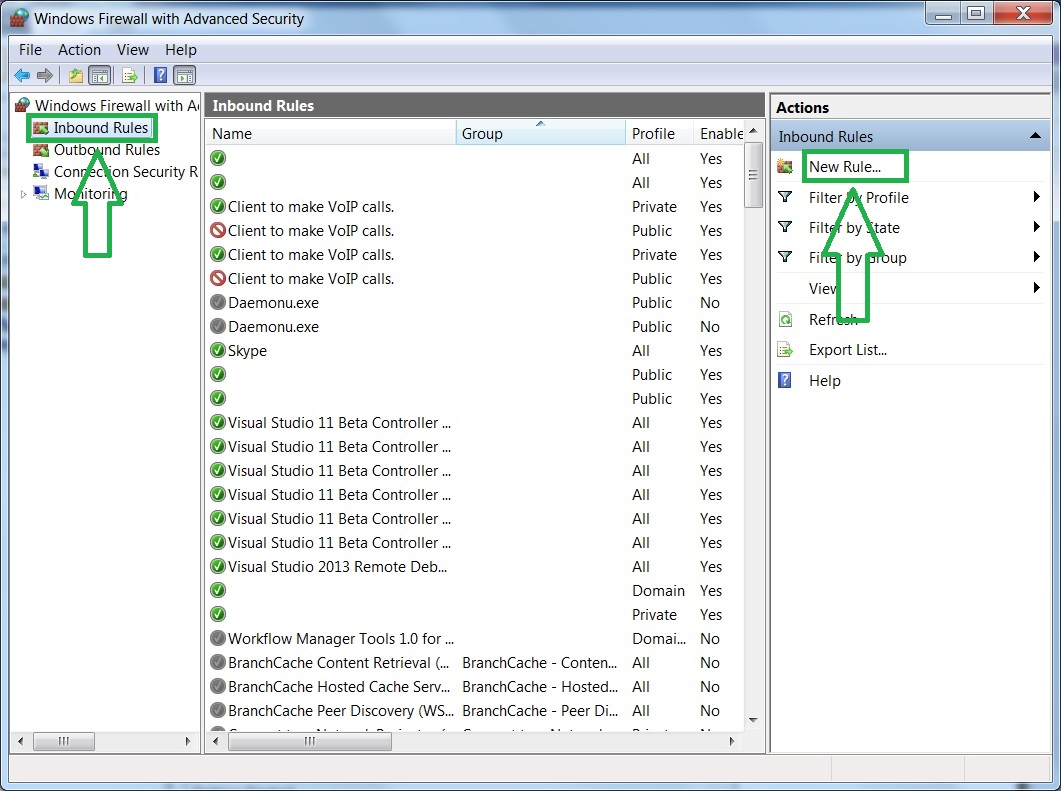 Windows Firewall with Advanced Security
File Action View Help
Windows Firewall with A
Inbound Rules
Outbound Rules
Connection Security R
Monitoring
Inbound Rules
Name Group Profile Enable
All Yes
All Yes
Client to make VoIP calls. Private Yes
Client to make VoIP calls. Public Yes
Client to make VoIP calls. Private Yes
Client to make VoIP calls. Public Yes
Daemonu.exe Public No
Daemonu.exe Public No
Skype All Yes
Public Yes
Public Yes
Visual Studio 11 Beta Controller ... All Yes
Visual Studio 11 Beta Controller ... All Yes
Visual Studio 11 Beta Controller ... All Yes
Visual Studio 11 Beta Controller ... All Yes
Visual Studio 11 Beta Controller ... All Yes
Visual Studio 11 Beta Controller ... All Yes
Visual Studio 2013 Remote Deb... All Yes
Domain Yes
Private Yes
Workflow Manager Tools 1.0 for ... Domai... No
BranchCache Content Retrieval (... BranchCache - Conten... All No
BranchCache Hosted Cache Serv... BranchCache - Hosted... All No
BranchCache Peer Discovery (WS... BranchCache - Peer Di... All No
Actions
Inbound Rules
New Rule...
Filter by Profile
Filter by State
Filter by Group
View
Refresh
Export List...
Help